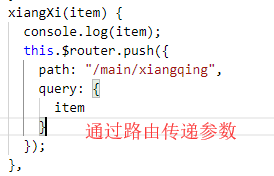 xiangXi(item) {
console.log(item);
this.$router.push({
path: "/main/xiangqing",
query: {
item
} 通过路由传递参数
});
},